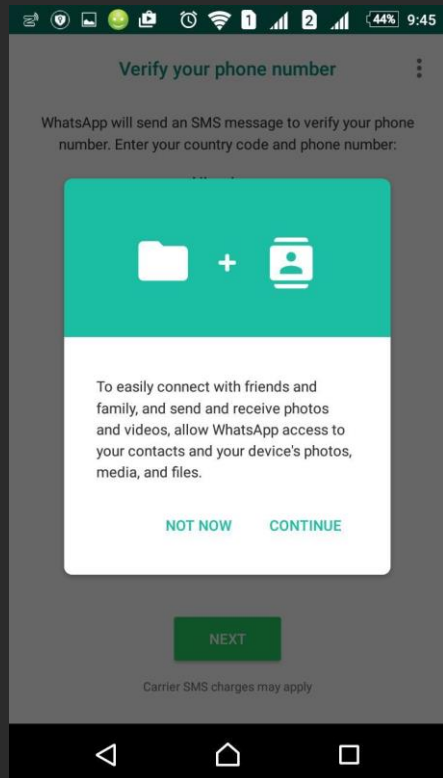 1 2 44% 9:45
Verify your phone number
WhatsApp will send an SMS message to verify your phone
number. Enter your country code and phone number:
+
To easily connect with friends and
family, and send and receive photos
and videos, allow WhatsApp access to
your contacts and your device's photos,
media, and files.
NOT NOW CONTINUE
NEXT
Carrier SMS charges may apply